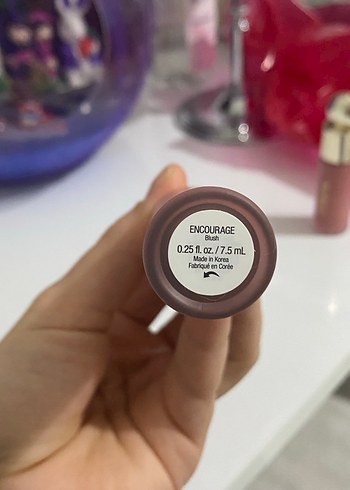 ENCOURAGE
Blush
0.25 fl. oz. / 7.5 mL
Made in Korea
Fabriqué en Corée